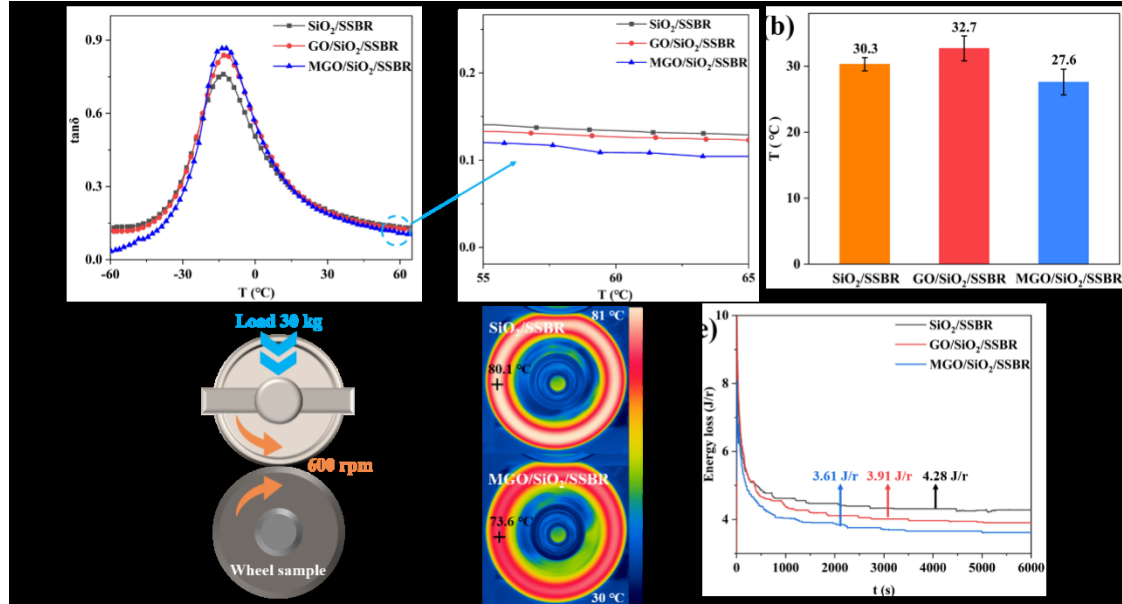 SiO₂/SSBR
GO/SiO₂/SSBR
MGO/SiO₂/SSBR
0.9
0.6
0.3
0.0
tanδ
-60
-30
0
30
60
T (℃)
SiO₂/SSBR
GO/SiO₂/SSBR
MGO/SiO₂/SSBR
0.2
0.1
0.0
55
60
65
T (℃)
(b)
30.3
32.7
27.6
30
20
10
0
T (℃)
SiO₂/SSBR
GO/SiO₂/SSBR
MGO/SiO₂/SSBR
Load 30 kg
600 rpm
Wheel sample
81 ℃
SiO₂/SSBR
80.1 ℃
MGO/SiO₂/SSBR
73.6 ℃
30 ℃
e)
SiO₂/SSBR
GO/SiO₂/SSBR
MGO/SiO₂/SSBR
10
8
6
4
Energy loss (J/r)
3.61 J/r
3.91 J/r
4.28 J/r
0
1000
2000
3000
4000
5000
6000
t (s)